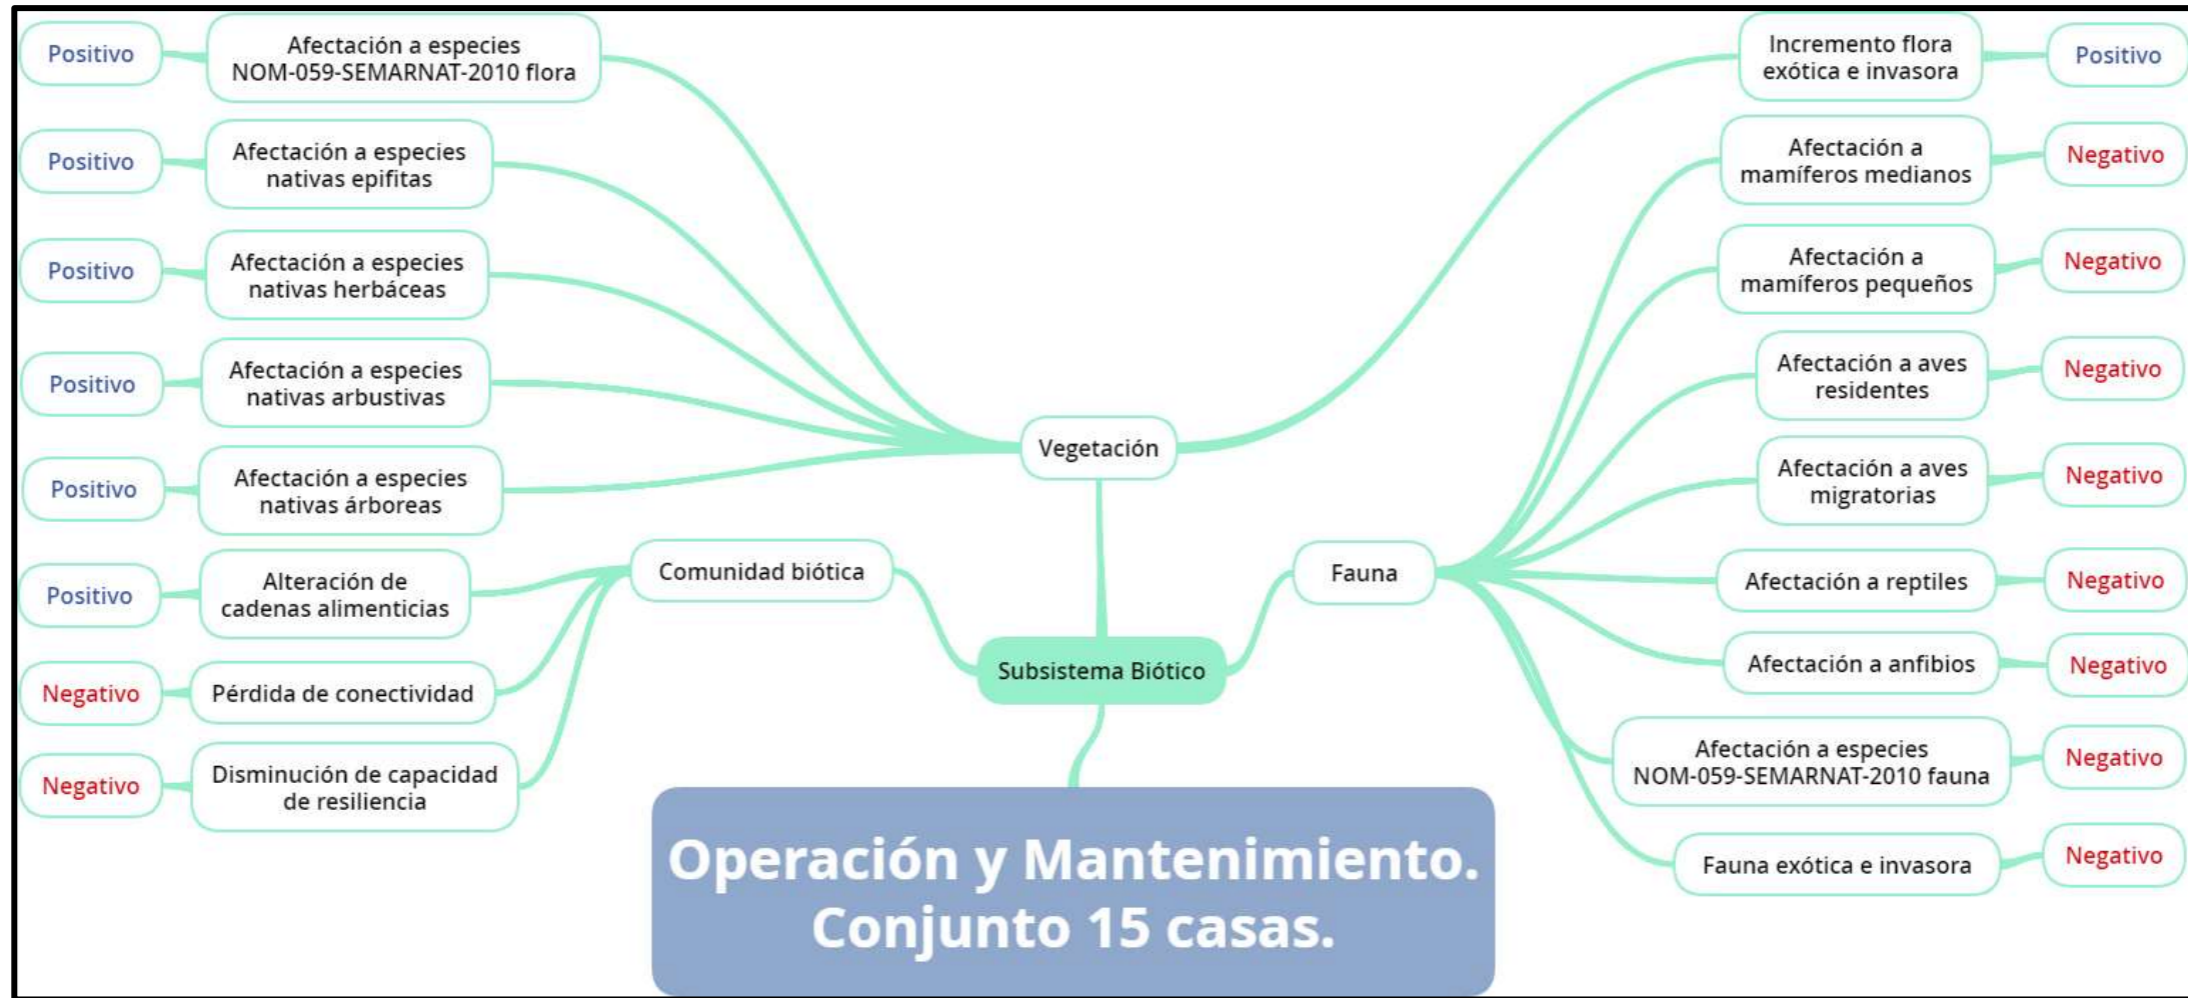 Positivo
Afectación a especies
NOM-059-SEMARNAT-2010 flora
Positivo
Afectación a especies
nativas epifitas
Positivo
Afectación a especies
nativas herbáceas
Positivo
Afectación a especies
nativas arbustivas
Positivo
Afectación a especies
nativas árboreas
Positivo
Alteración de
cadenas alimenticias
Negativo
Pérdida de conectividad
Negativo
Disminución de capacidad
de resiliencia
Comunidad biótica
Vegetación
Subsistema Biótico
Fauna
Incremento flora
exótica e invasora
Positivo
Afectación a
mamíferos medianos
Negativo
Afectación a
mamíferos pequeños
Negativo
Afectación a aves
residentes
Negativo
Afectación a aves
migratorias
Negativo
Afectación a reptiles
Negativo
Afectación a anfibios
Negativo
Afectación a especies
NOM-059-SEMARNAT-2010 fauna
Negativo
Fauna exótica e invasora
Negativo
Operación y Mantenimiento.
Conjunto 15 casas.